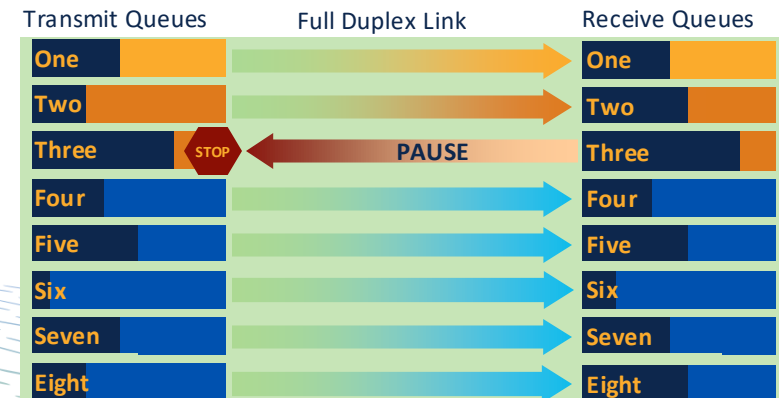 Transmit Queues Full Duplex Link Receive Queues
One One
Two Two
Three STOP PAUSE Three
Four Four
Five Five
Six Six
Seven Seven
Eight Eight